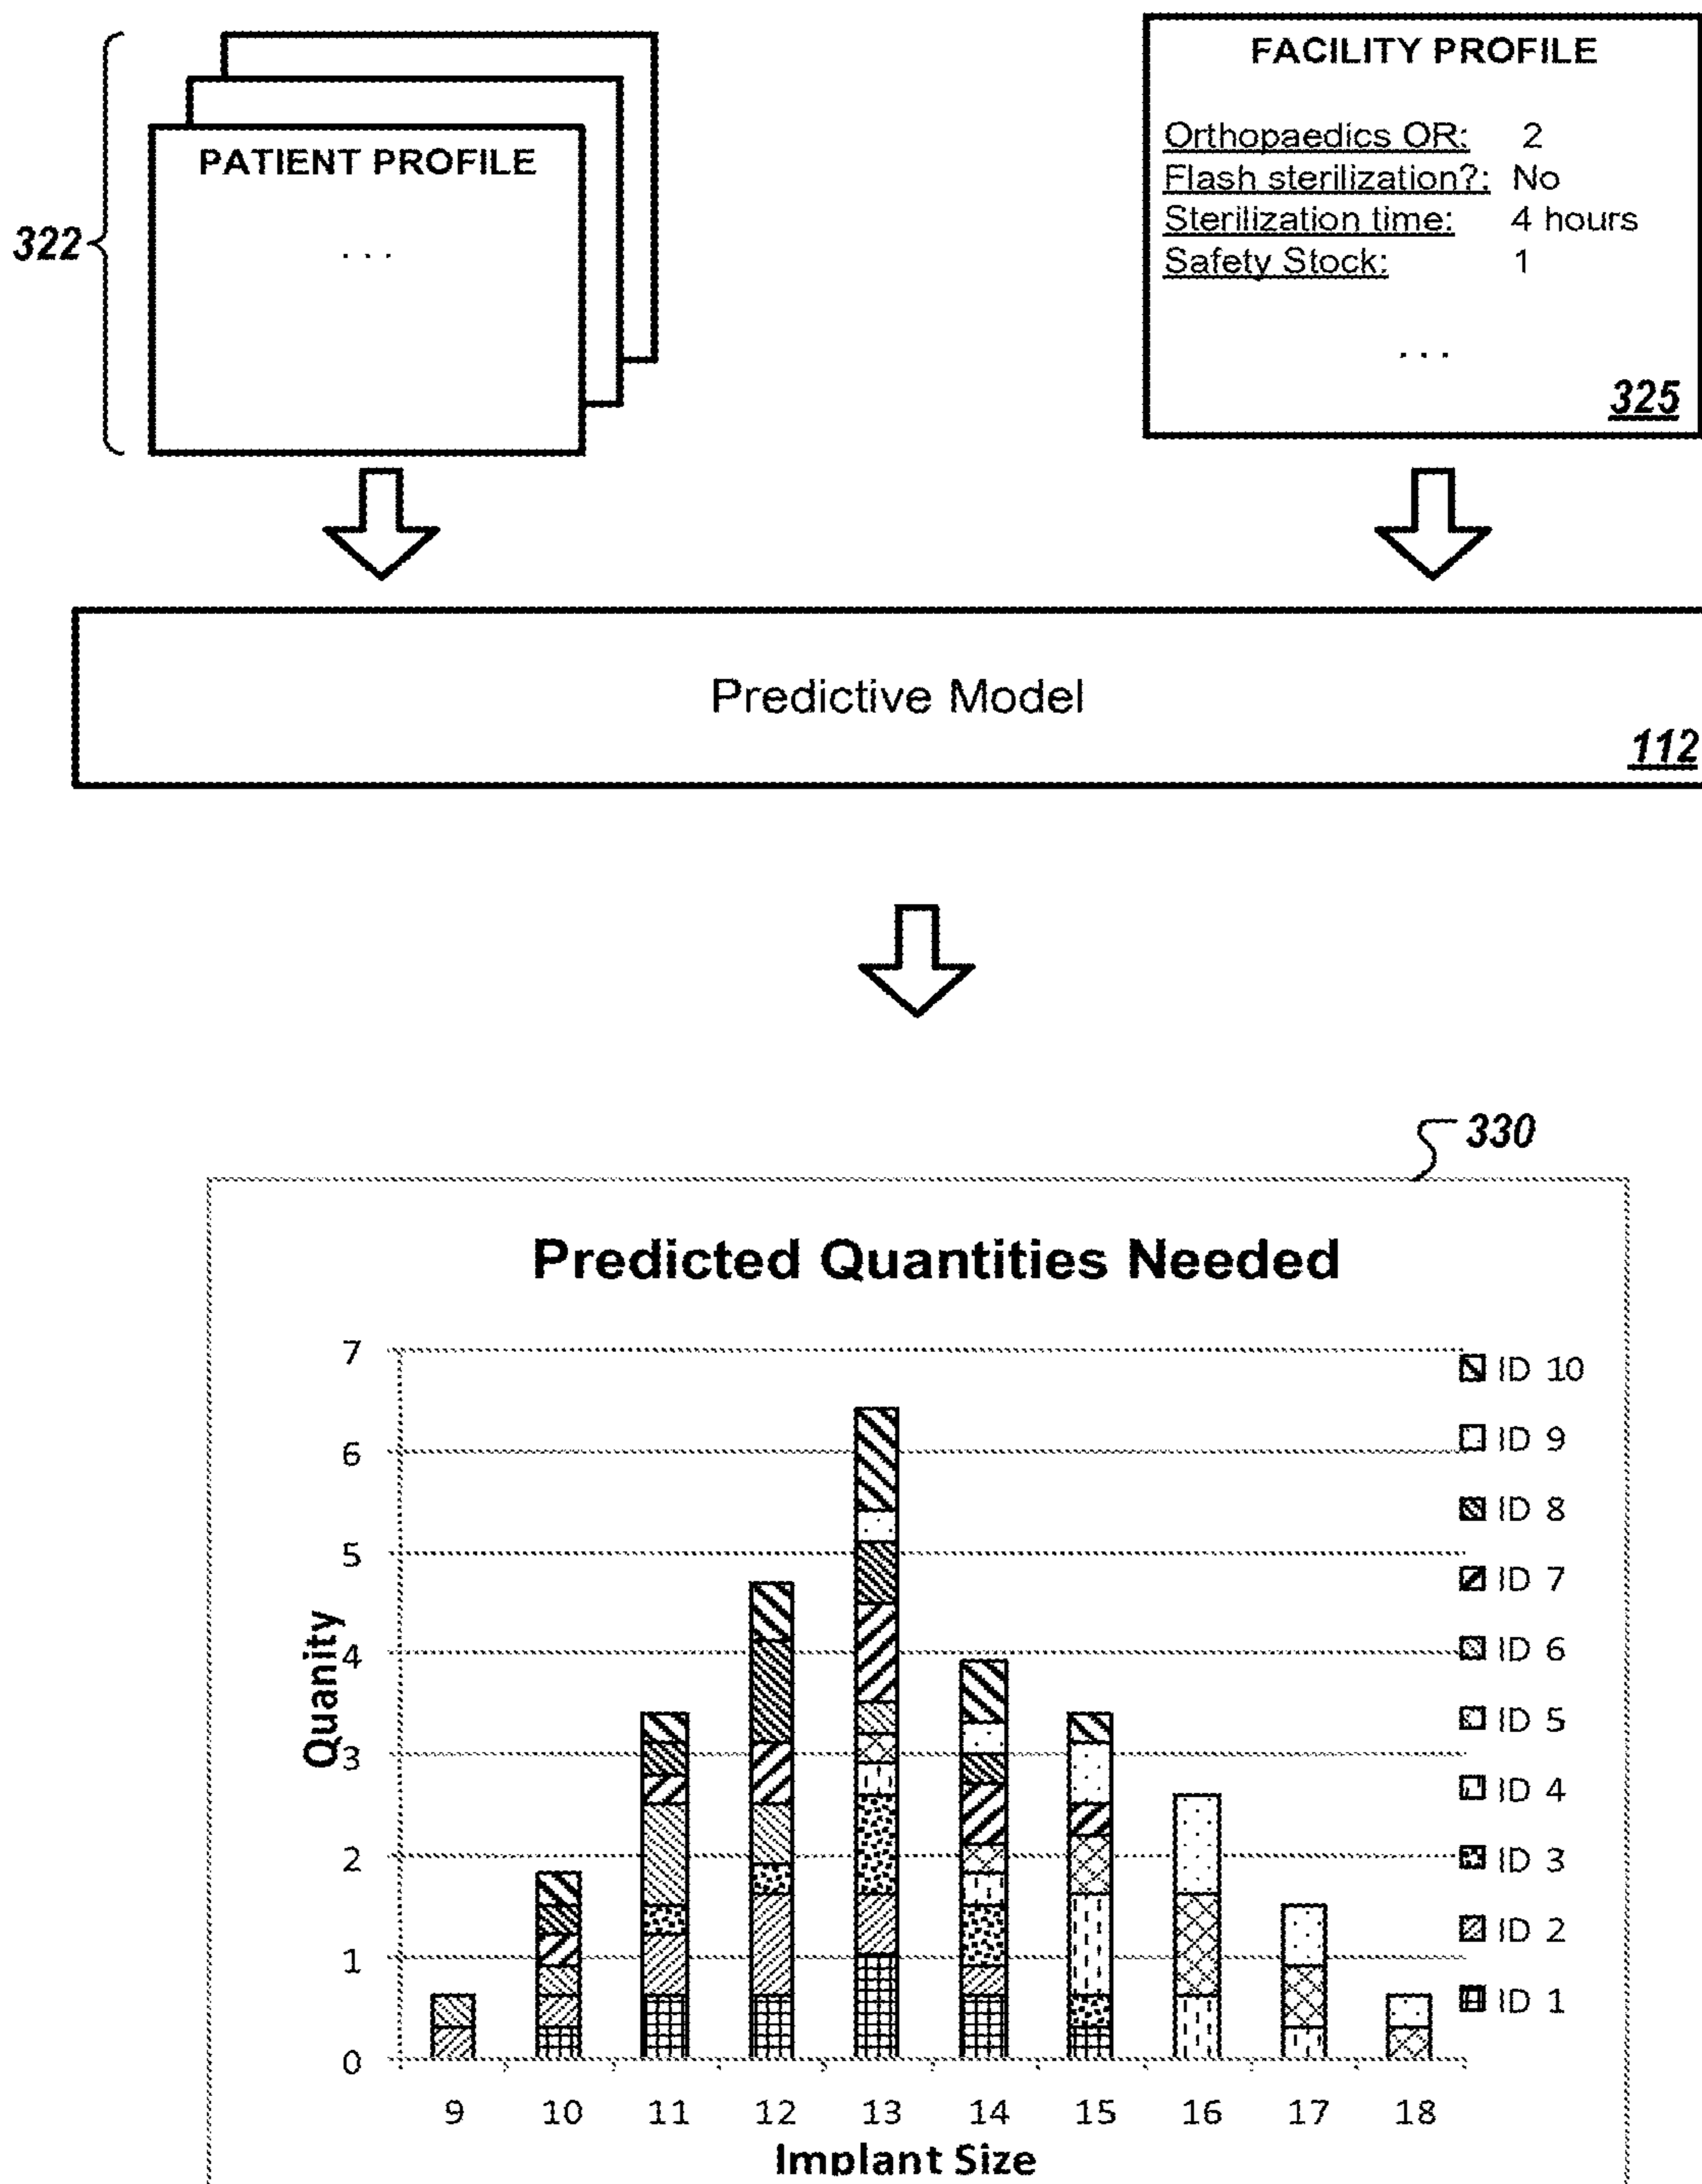 322
PATIENT PROFILE
...
FACILITY PROFILE
Orthopaedics OR: 2
Flash sterilization?: No
Sterilization time: 4 hours
Safety Stock: 1
...
325
Predictive Model
112
330
Predicted Quantities Needed
Quanity
7
6
5
4
3
2
1
0
ID 10
ID 9
ID 8
ID 7
ID 6
ID 5
ID 4
ID 3
ID 2
ID 1
9 10 11 12 13 14 15 16 17 18
Implant Size